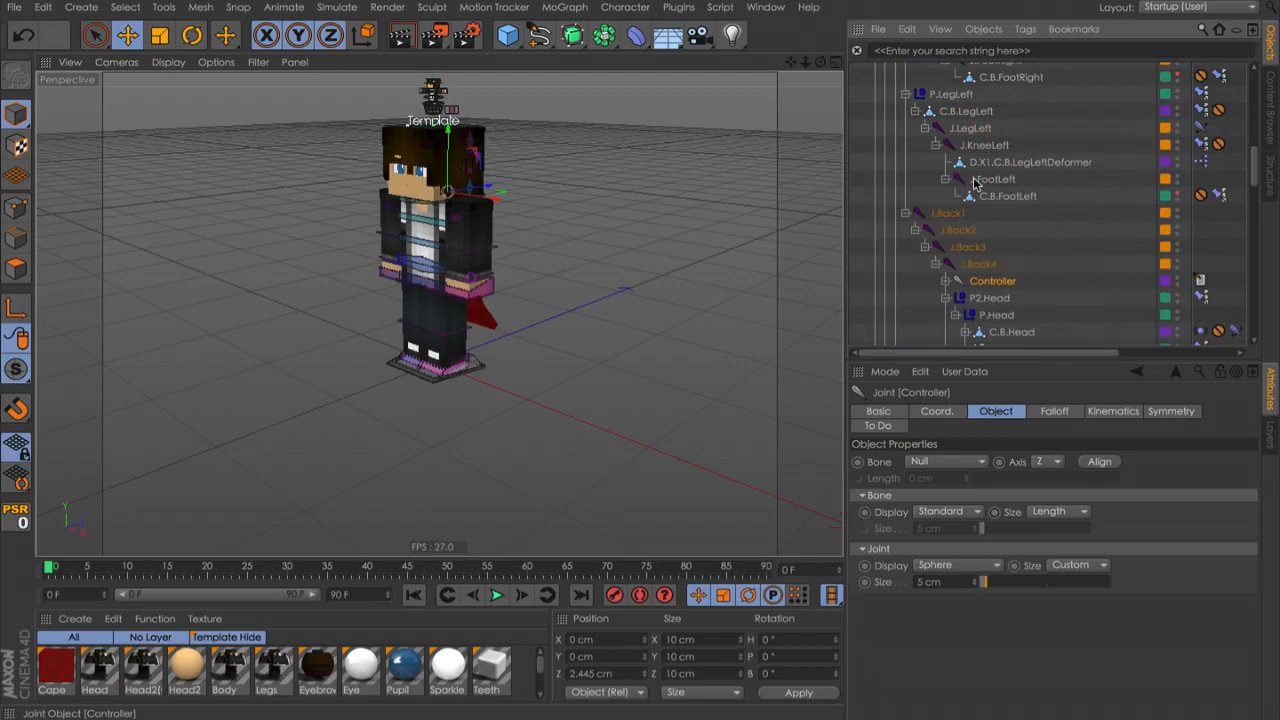 File Edit Create Select Tools Mesh Snap Animate Simulate Render Sculpt Motion Tracker MoGraph Character Plugins Script Window Help Layout: Startup (User)
File Edit View Objects Tags Bookmarks
<<Enter your search string here>>
View Cameras Display Options Filter Panel
Perspective
Template
FPS : 27.0
C.B.FootRight
P.LegLeft
C.B.LegLeft
J.LegLeft
J.KneeLeft
D.X1.C.B.LegLeftDeformer
FootLeft
C.B.FootLeft
J.Back1
J.Back2
J.Back3
J.Back4
Controller
P2.Head
P.Head
C.B.Head
Objects
Content Browser
Mode Edit User Data
Joint [Controller]
Basic Coord. Object Falloff Kinematics Symmetry
To Do
Object Properties
Bone Null Axis Z Align
Length 0 cm
Bone
Display Standard Size Length
Size . . . 5 cm
Joint
Display Sphere Size Custom
Size . . . 5 cm
Attributes
Layers
PSR
0
Y
0 5 10 15 20 25 30 35 40 45 50 55 60 65 70 75 80 85 90 0 F
0 F 0 F 90 F 90 F
Create Edit Function Texture
All No Layer Template Hide
Cape Head Head2( Head2 Body Legs Eyebrov Eye Pupil Sparkle Teeth
Position Size Rotation
X 0 cm X 10 cm H 0 °
Y 0 cm Y 10 cm P 0 °
Z 2.445 cm Z 10 cm B 0 °
Object (Rel) Size Apply
MAXON CINEMA 4D
Joint Object [Controller]